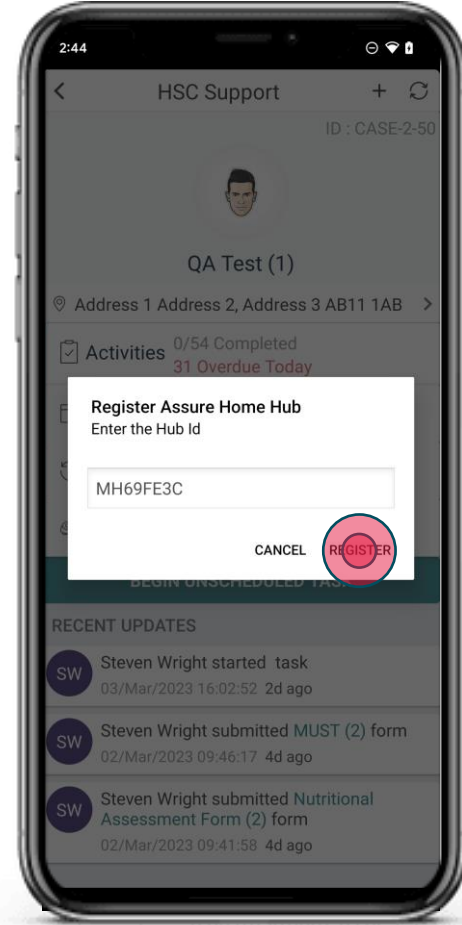 2:44
HSC Support
ID : CASE-2-50
QA Test (1)
Address 1 Address 2, Address 3 AB11 1AB
Activities 0/54 Completed
31 Overdue Today
Register Assure Home Hub
Enter the Hub Id
MH69FE3C
CANCEL REGISTER
BEGIN UNSCHEDULED
RECENT UPDATES
SW
Steven Wright started task
03/Mar/2023 16:02:52 2d ago
SW
Steven Wright submitted MUST (2) form
02/Mar/2023 09:46:17 4d ago
SW
Steven Wright submitted Nutritional
Assessment Form (2) form
02/Mar/2023 09:41:58 4d ago